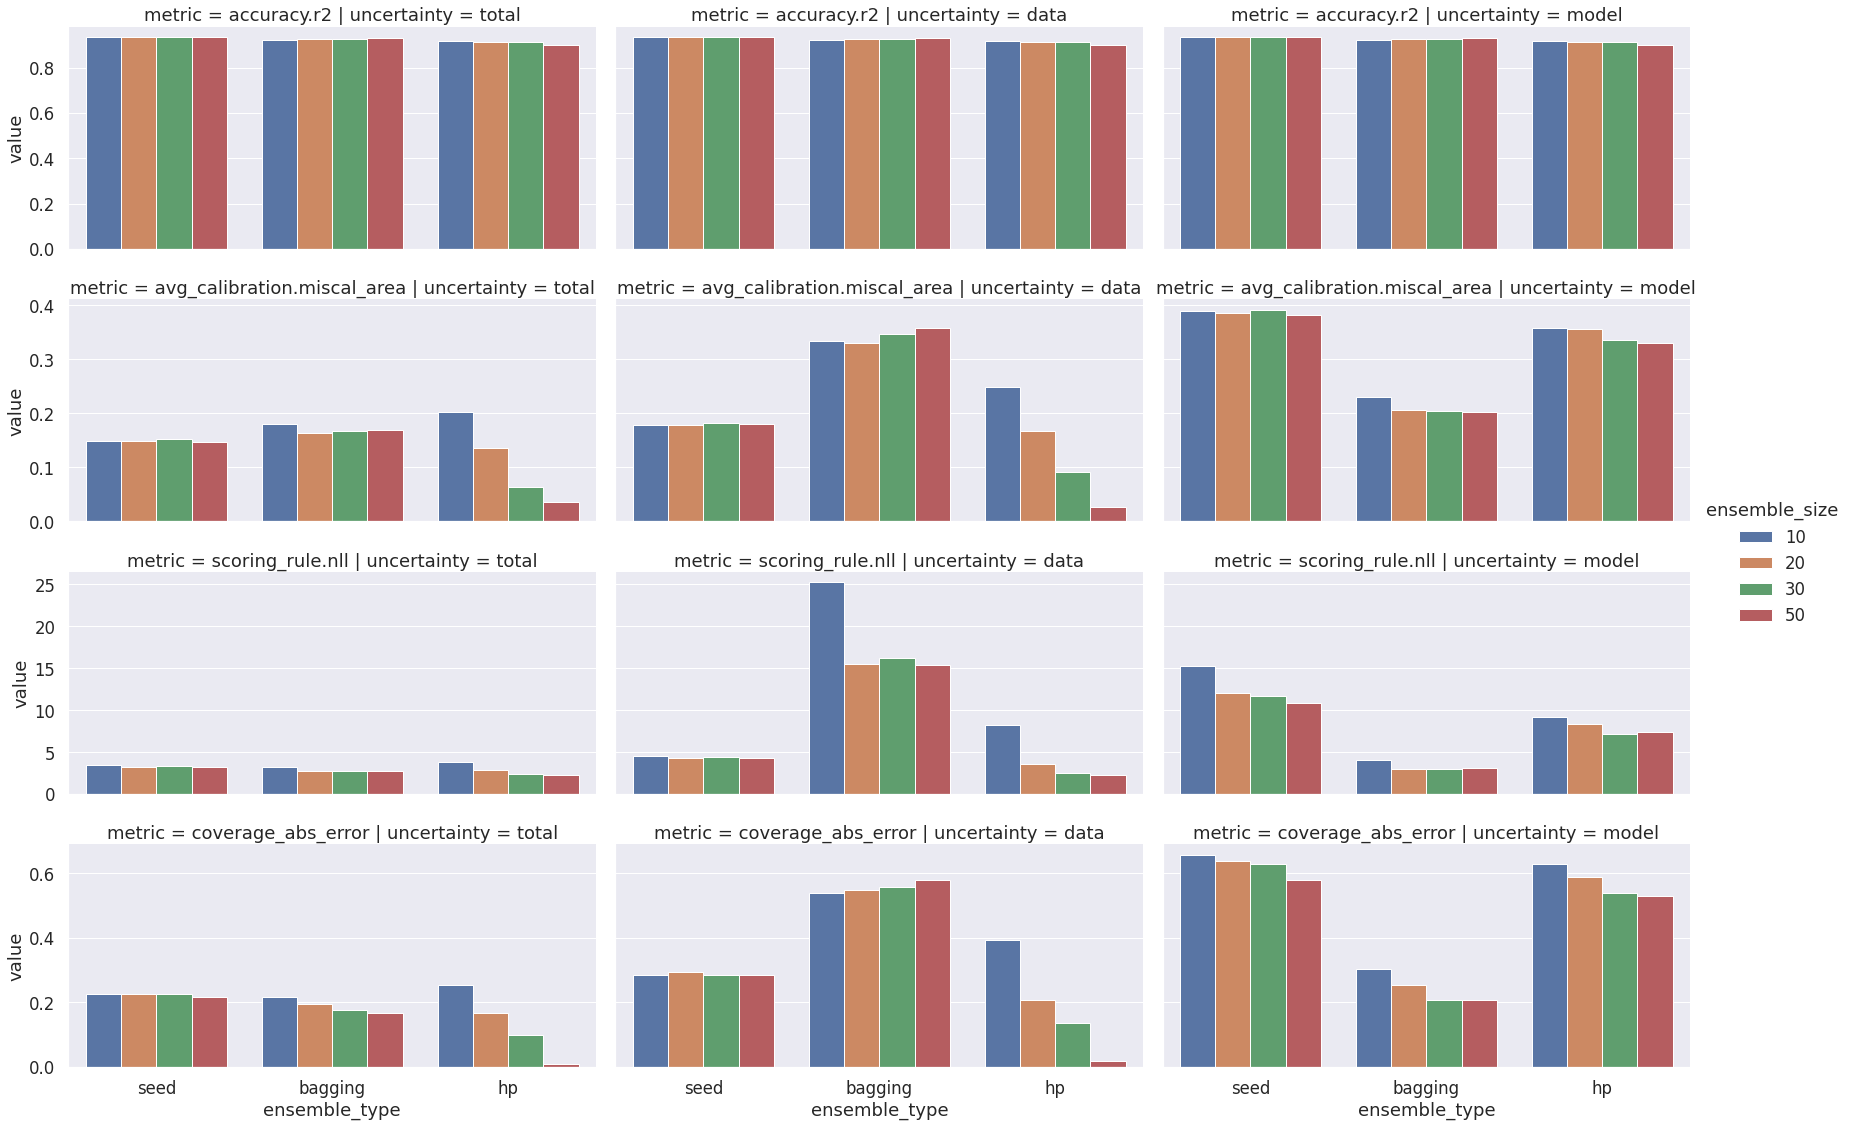 metric = accuracy.r2 | uncertainty = total
metric = accuracy.r2 | uncertainty = data
metric = accuracy.r2 | uncertainty = model
value
0.8
0.6
0.4
0.2
0.0
metric = avg_calibration.miscal_area | uncertainty = total
metric = avg_calibration.miscal_area | uncertainty = data
metric = avg_calibration.miscal_area | uncertainty = model
value
0.4
0.3
0.2
0.1
0.0
metric = scoring_rule.nll | uncertainty = total
metric = scoring_rule.nll | uncertainty = data
metric = scoring_rule.nll | uncertainty = model
value
25
20
15
10
5
0
metric = coverage_abs_error | uncertainty = total
metric = coverage_abs_error | uncertainty = data
metric = coverage_abs_error | uncertainty = model
value
0.6
0.4
0.2
0.0
seed bagging hp
seed bagging hp
seed bagging hp
ensemble_type
ensemble_type
ensemble_type
ensemble_size
10
20
30
50